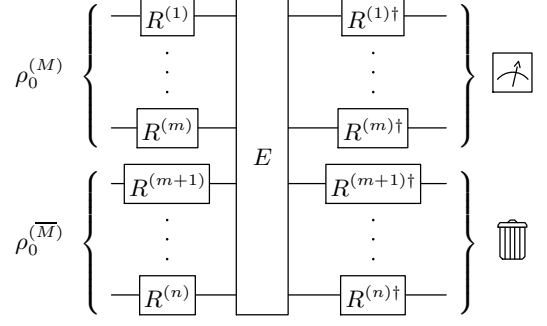 R^{(1)} R^{(1)†}
ρ_0^{(M)}
R^{(m)} R^{(m)†}
E
R^{(m+1)} R^{(m+1)†}
ρ_0^{(\overline{M})}
R^{(n)} R^{(n)†}